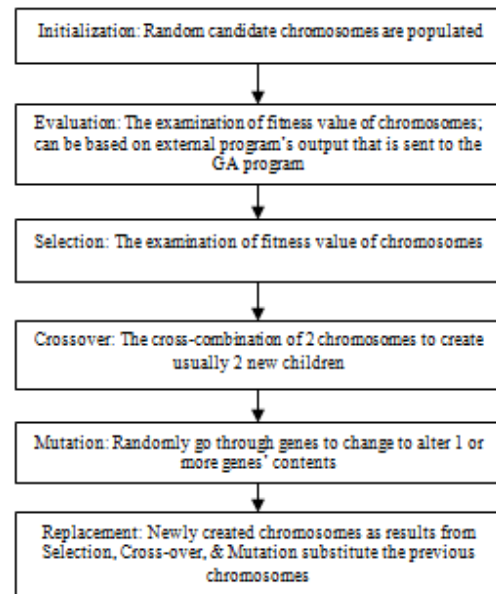 Initialization: Random candidate chromosomes are populated
Evaluation: The examination of fitness value of chromosomes;
can be based on external program's output that is sent to the
GA program
Selection: The examination of fitness value of chromosomes
Crossover: The cross-combination of 2 chromosomes to create
usually 2 new children
Mutation: Randomly go through genes to change to alter 1 or
more genes' contents
Replacement: Newly created chromosomes as results from
Selection, Cross-over, & Mutation substitute the previous
chromosomes